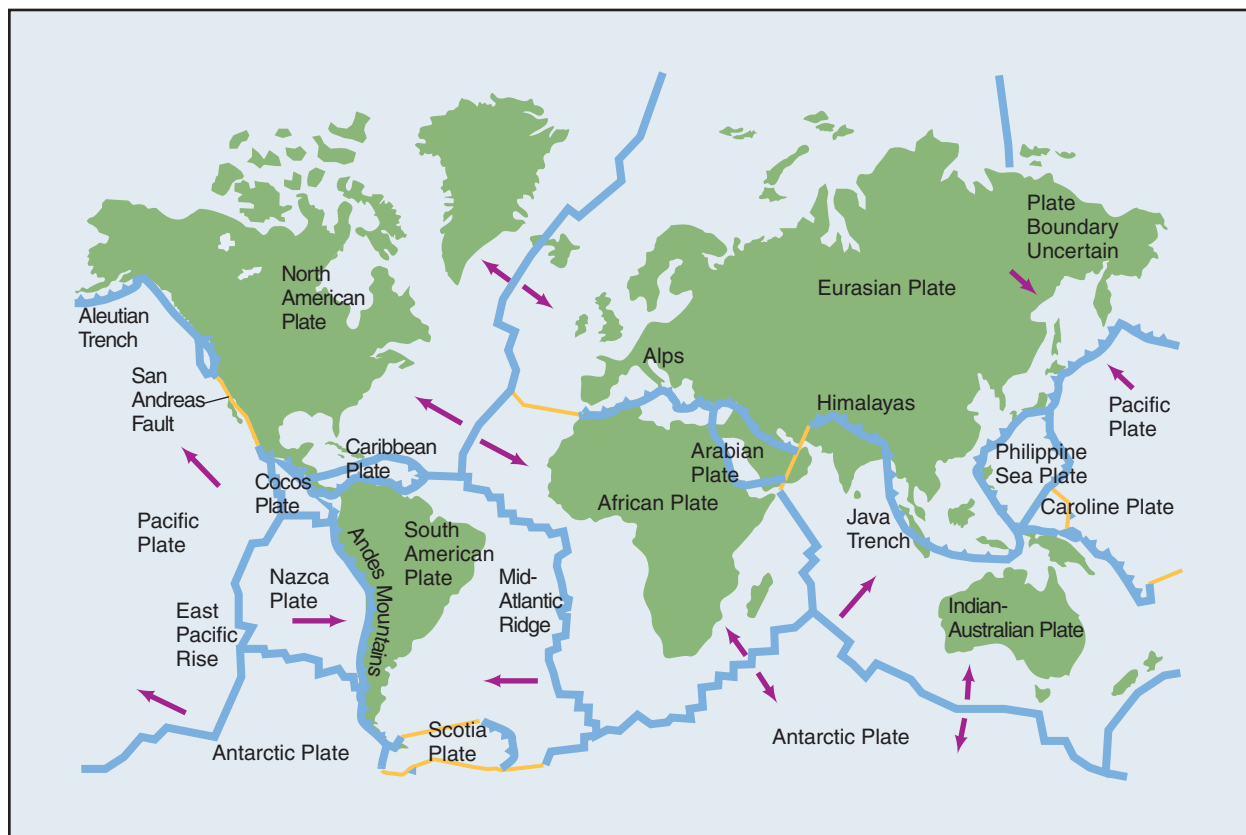 North
American
Plate
Aleutian
Trench
San
Andreas
Fault
Pacific
Plate
Cocos
Plate
Caribbean
Plate
South
American
Plate
Andes Mountains
Nazca
Plate
East
Pacific
Rise
Antarctic Plate
Scotia
Plate
Mid-
Atlantic
Ridge
Alps
African Plate
Arabian
Plate
Eurasian Plate
Himalayas
Plate
Boundary
Uncertain
Pacific
Plate
Philippine
Sea Plate
Caroline Plate
Java
Trench
Indian-
Australian Plate
Antarctic Plate